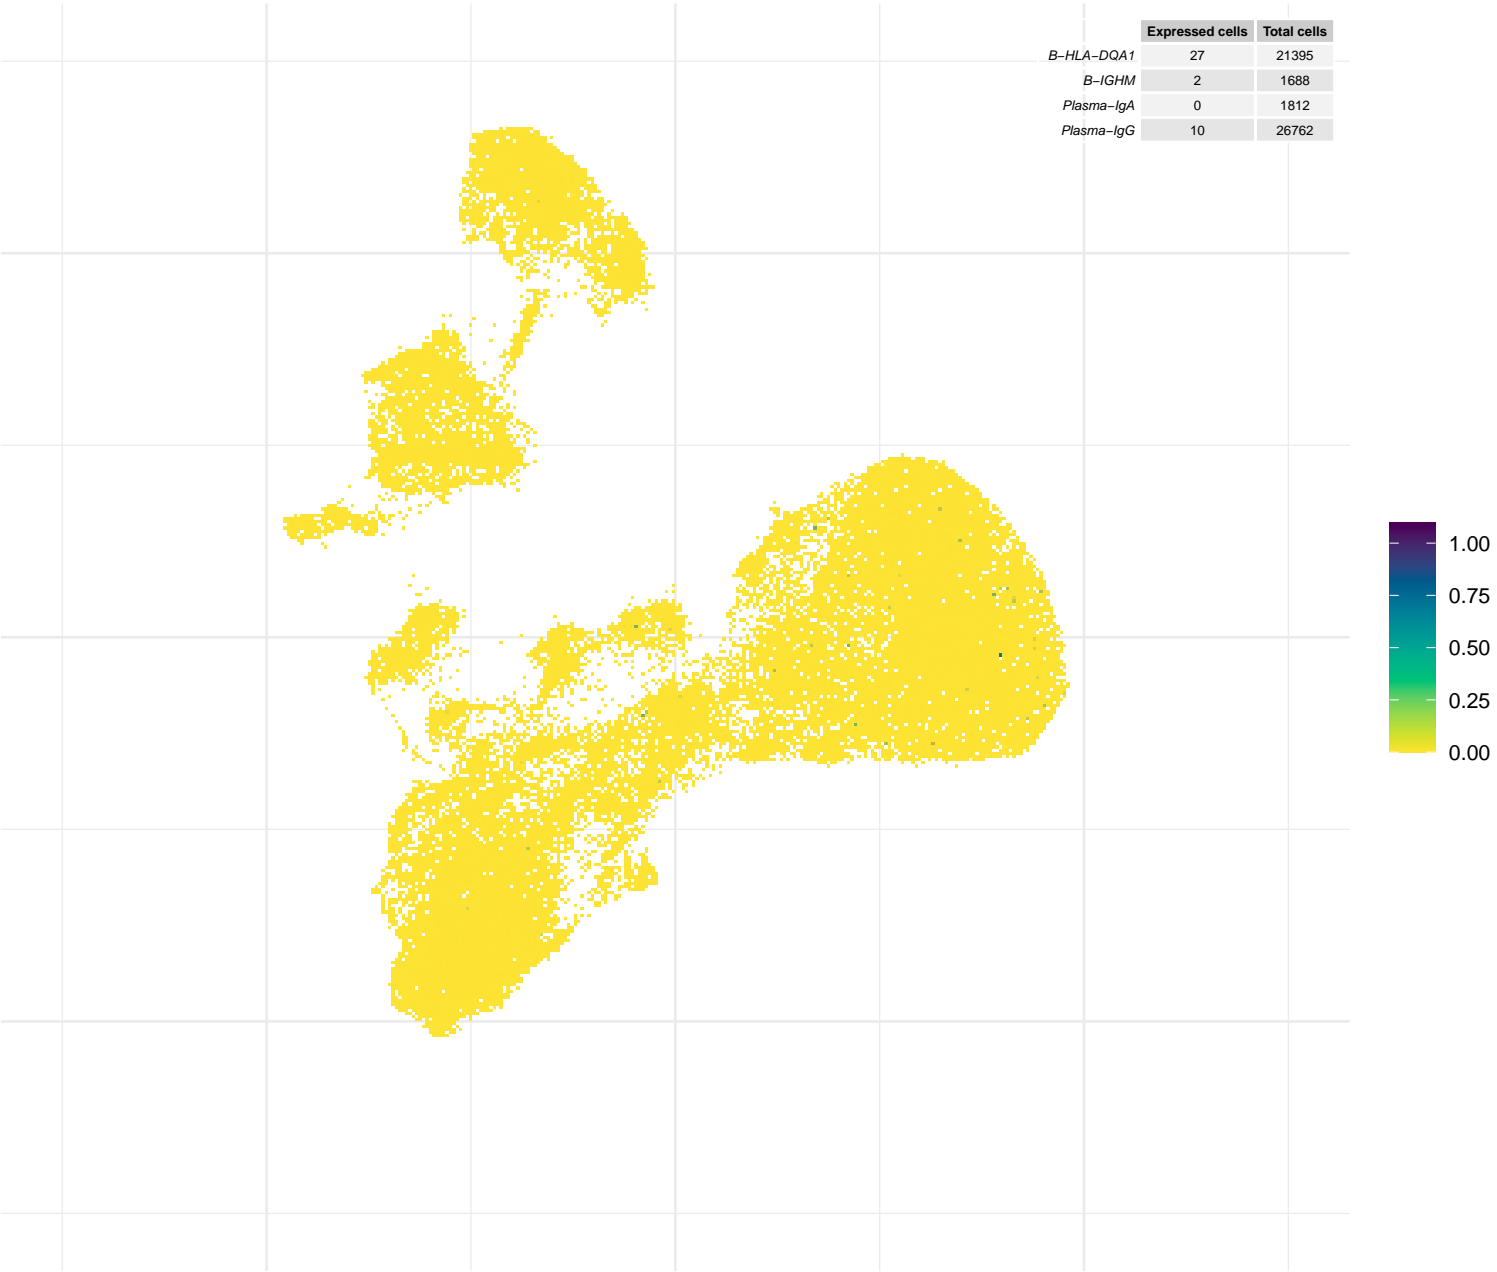 Expressed cells Total cells
B−HLA−DQA1 27 21395
B−IGHM 2 1688
Plasma−IgA 0 1812
Plasma−IgG 10 26762
1.00
0.75
0.50
0.25
0.00